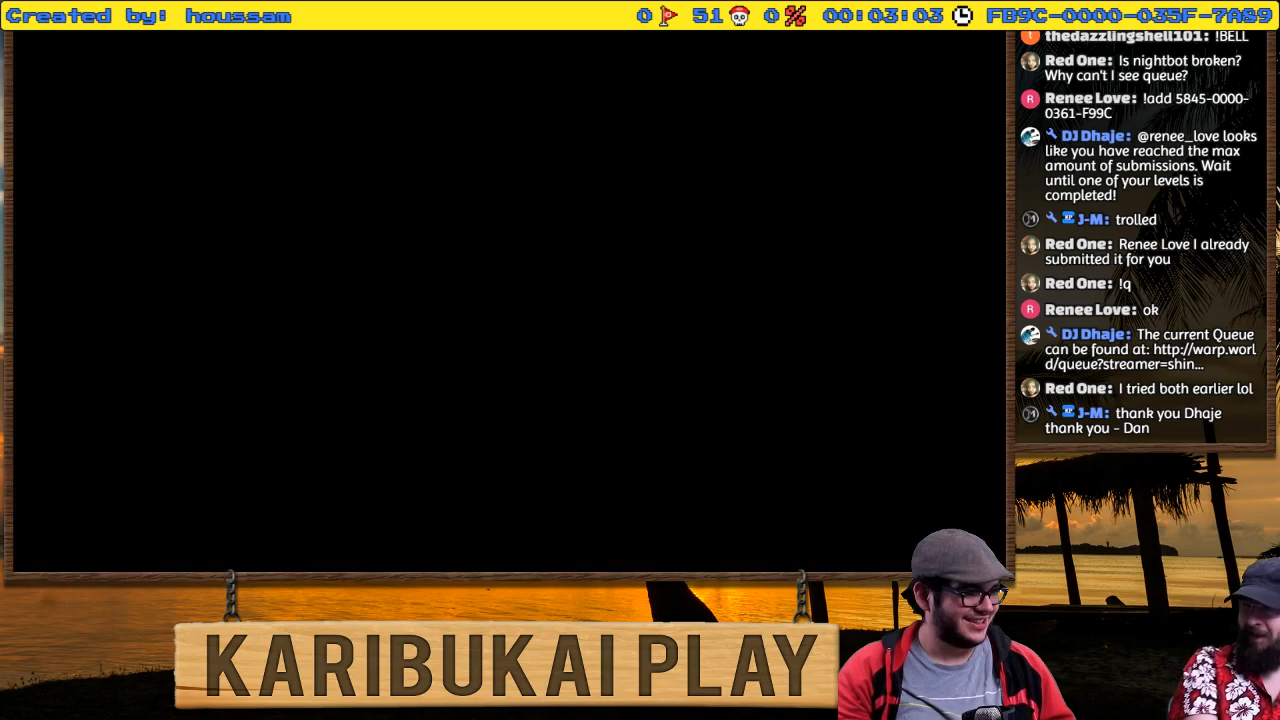 Created by: houssam 0 51 0 % 00:03:03 FB9C-0000-035F-7A89
t thedazzlingshell101: !BELL
Red One: Is nightbot broken?
Why can't I see queue?
R Renee Love: !add 5845-0000-
0361-F99C
DJ Dhaje: @renee_love looks
like you have reached the max
amount of submissions. Wait
until one of your levels is
completed!
J-M: trolled
Red One: Renee Love I already
submitted it for you
Red One: !q
R Renee Love: ok
DJ Dhaje: The current Queue
can be found at: http://warp.worl
d/queue?streamer=shin...
Red One: I tried both earlier lol
J-M: thank you Dhaje
thank you - Dan
KARIBUKAI PLAY